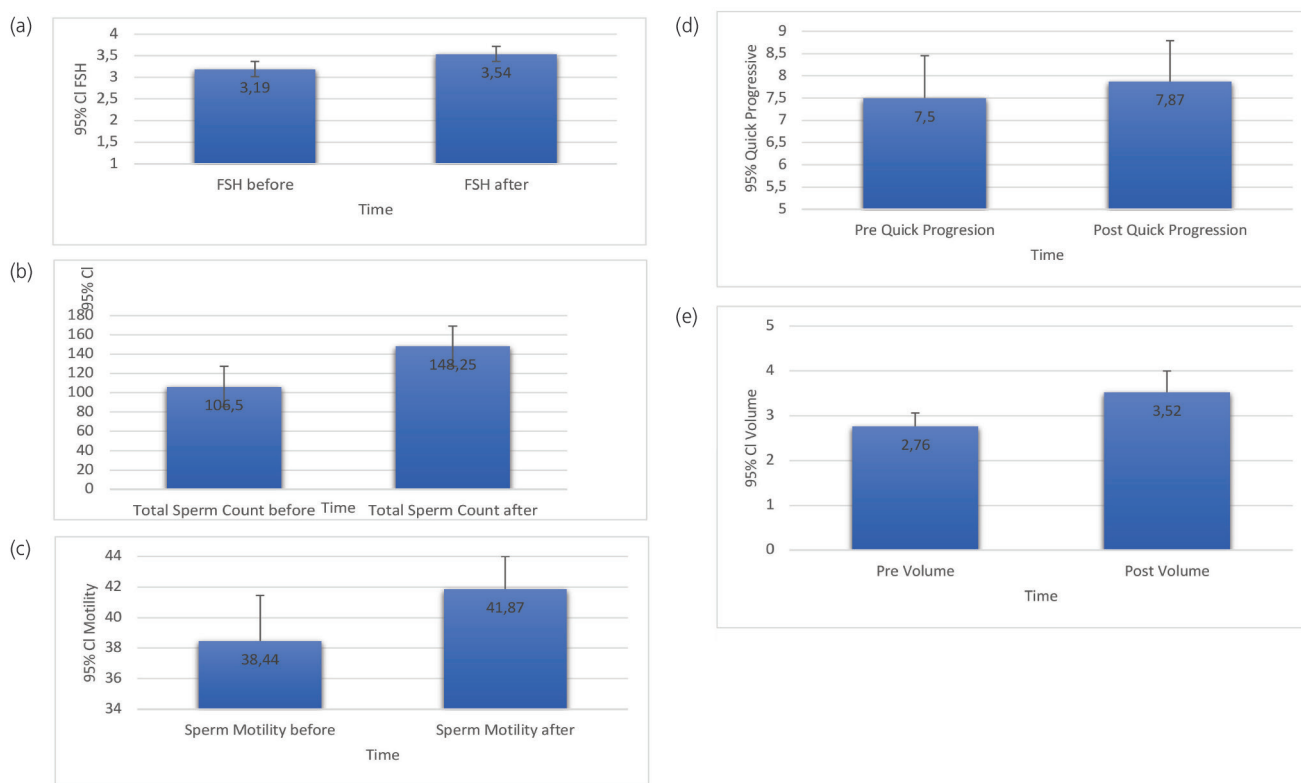 (a)
95% CI FSH
4
3,5
3
2,5
2
1,5
1
3,19
3,54
FSH before
FSH after
Time
(b)
95% CI
180
160
140
120
100
80
60
40
20
0
106,5
148,25
Total Sperm Count before
Time
Total Sperm Count after
(c)
95% CI Motility
44
42
40
38
36
34
38,44
41,87
Sperm Motility before
Sperm Motility after
Time
(d)
95% Quick Progressive
9
8,5
8
7,5
7
6,5
6
5,5
5
7,5
7,87
Pre Quick Progresion
Post Quick Progression
Time
(e)
95% CI Volume
5
4
3
2
1
0
2,76
3,52
Pre Volume
Post Volume
Time